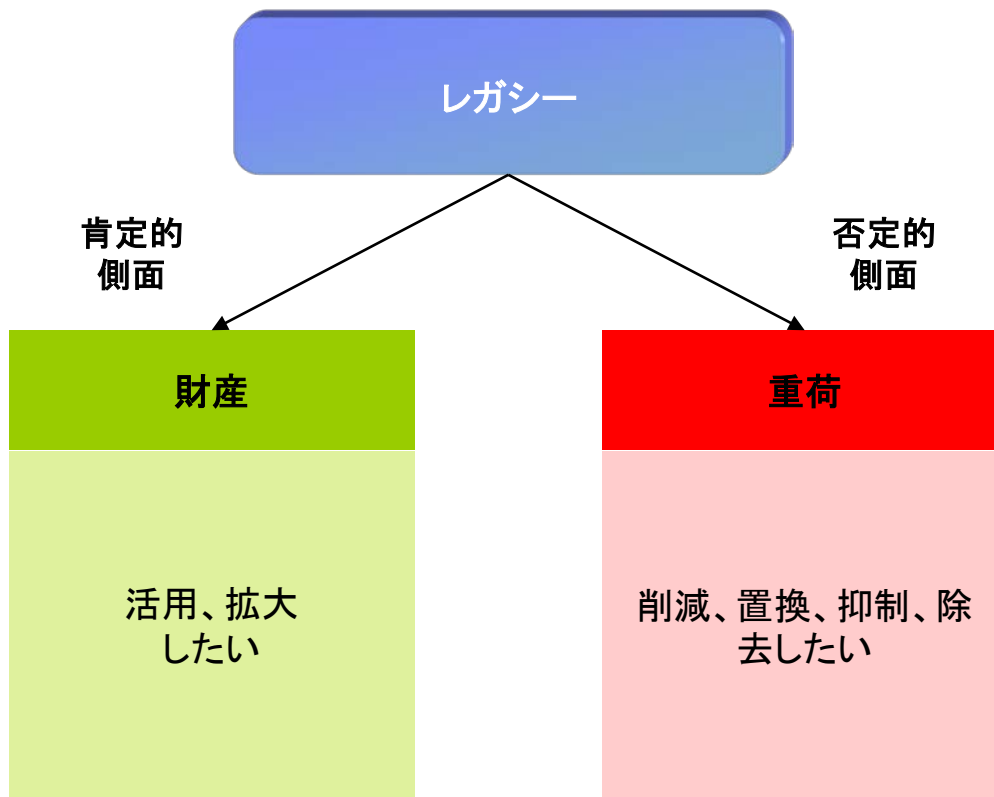 レガシー
肯定的
側面
否定的
側面
財産
重荷
活用、拡大
したい
削減、置換、抑制、除
去したい